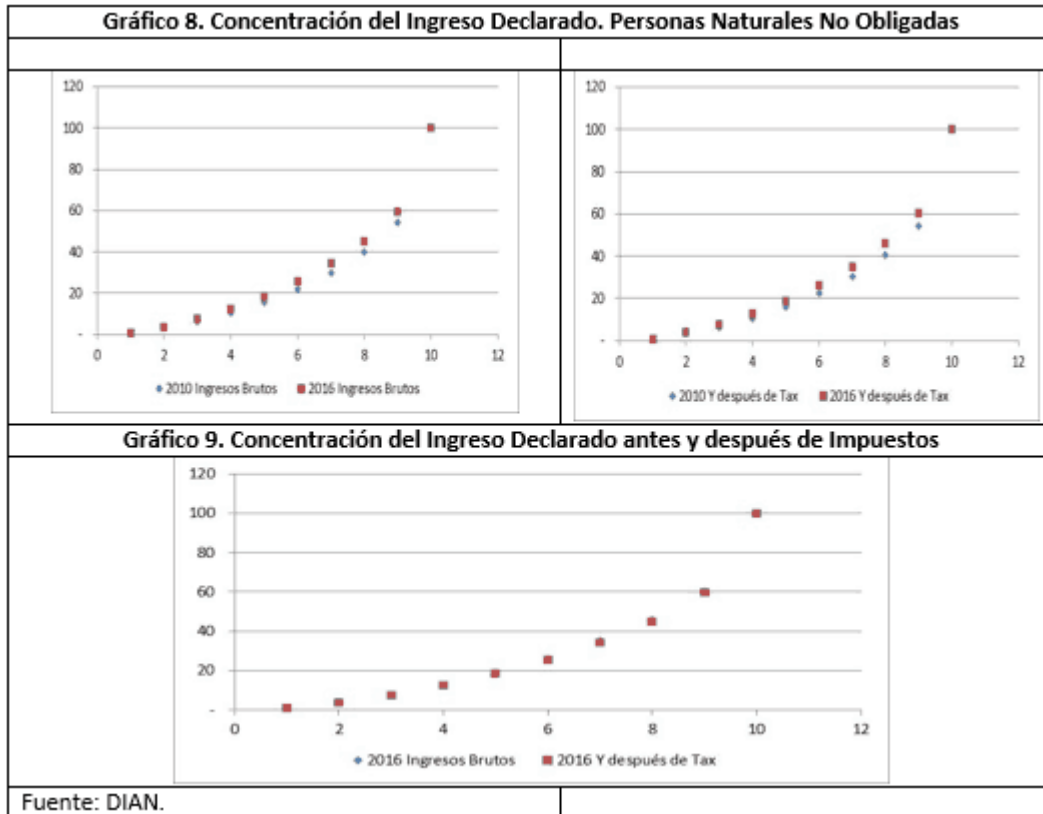 Gráfico 8. Concentración del Ingreso Declarado. Personas Naturales No Obligadas
120
100
80
60
40
20
-
0 2 4 6 8 10 12
2010 Ingresos Brutos 2016 Ingresos Brutos
120
100
80
60
40
20
-
0 2 4 6 8 10 12
2010 Y después de Tax 2016 Y después de Tax
Gráfico 9. Concentración del Ingreso Declarado antes y después de Impuestos
120
100
80
60
40
20
-
0 2 4 6 8 10 12
2016 Ingresos Brutos 2016 Y después de Tax
Fuente: DIAN.